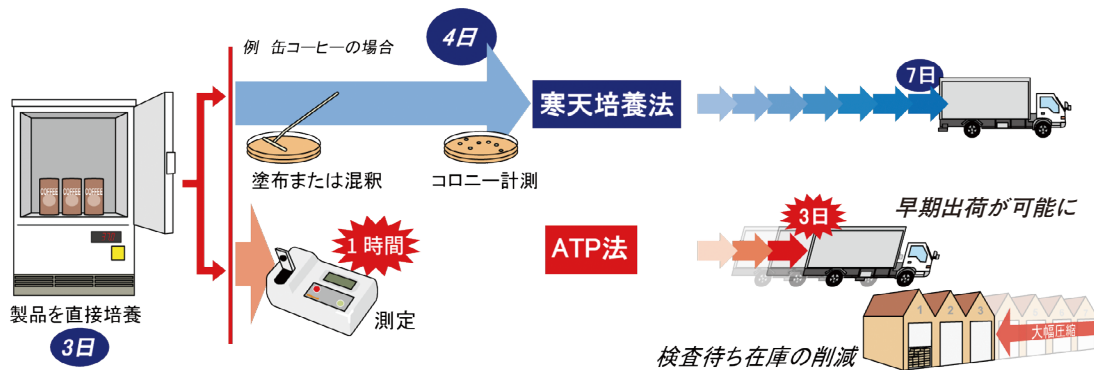 例 缶コーヒーの場合
4日
寒天培養法
7日
塗布または混釈
コロニー計測
COFFEE
COFFEE
COFFEE
製品を直接培養
3日
1時間
測定
ATP法
3日
早期出荷が可能に
1
2
3
大幅圧縮
検査待ち在庫の削減